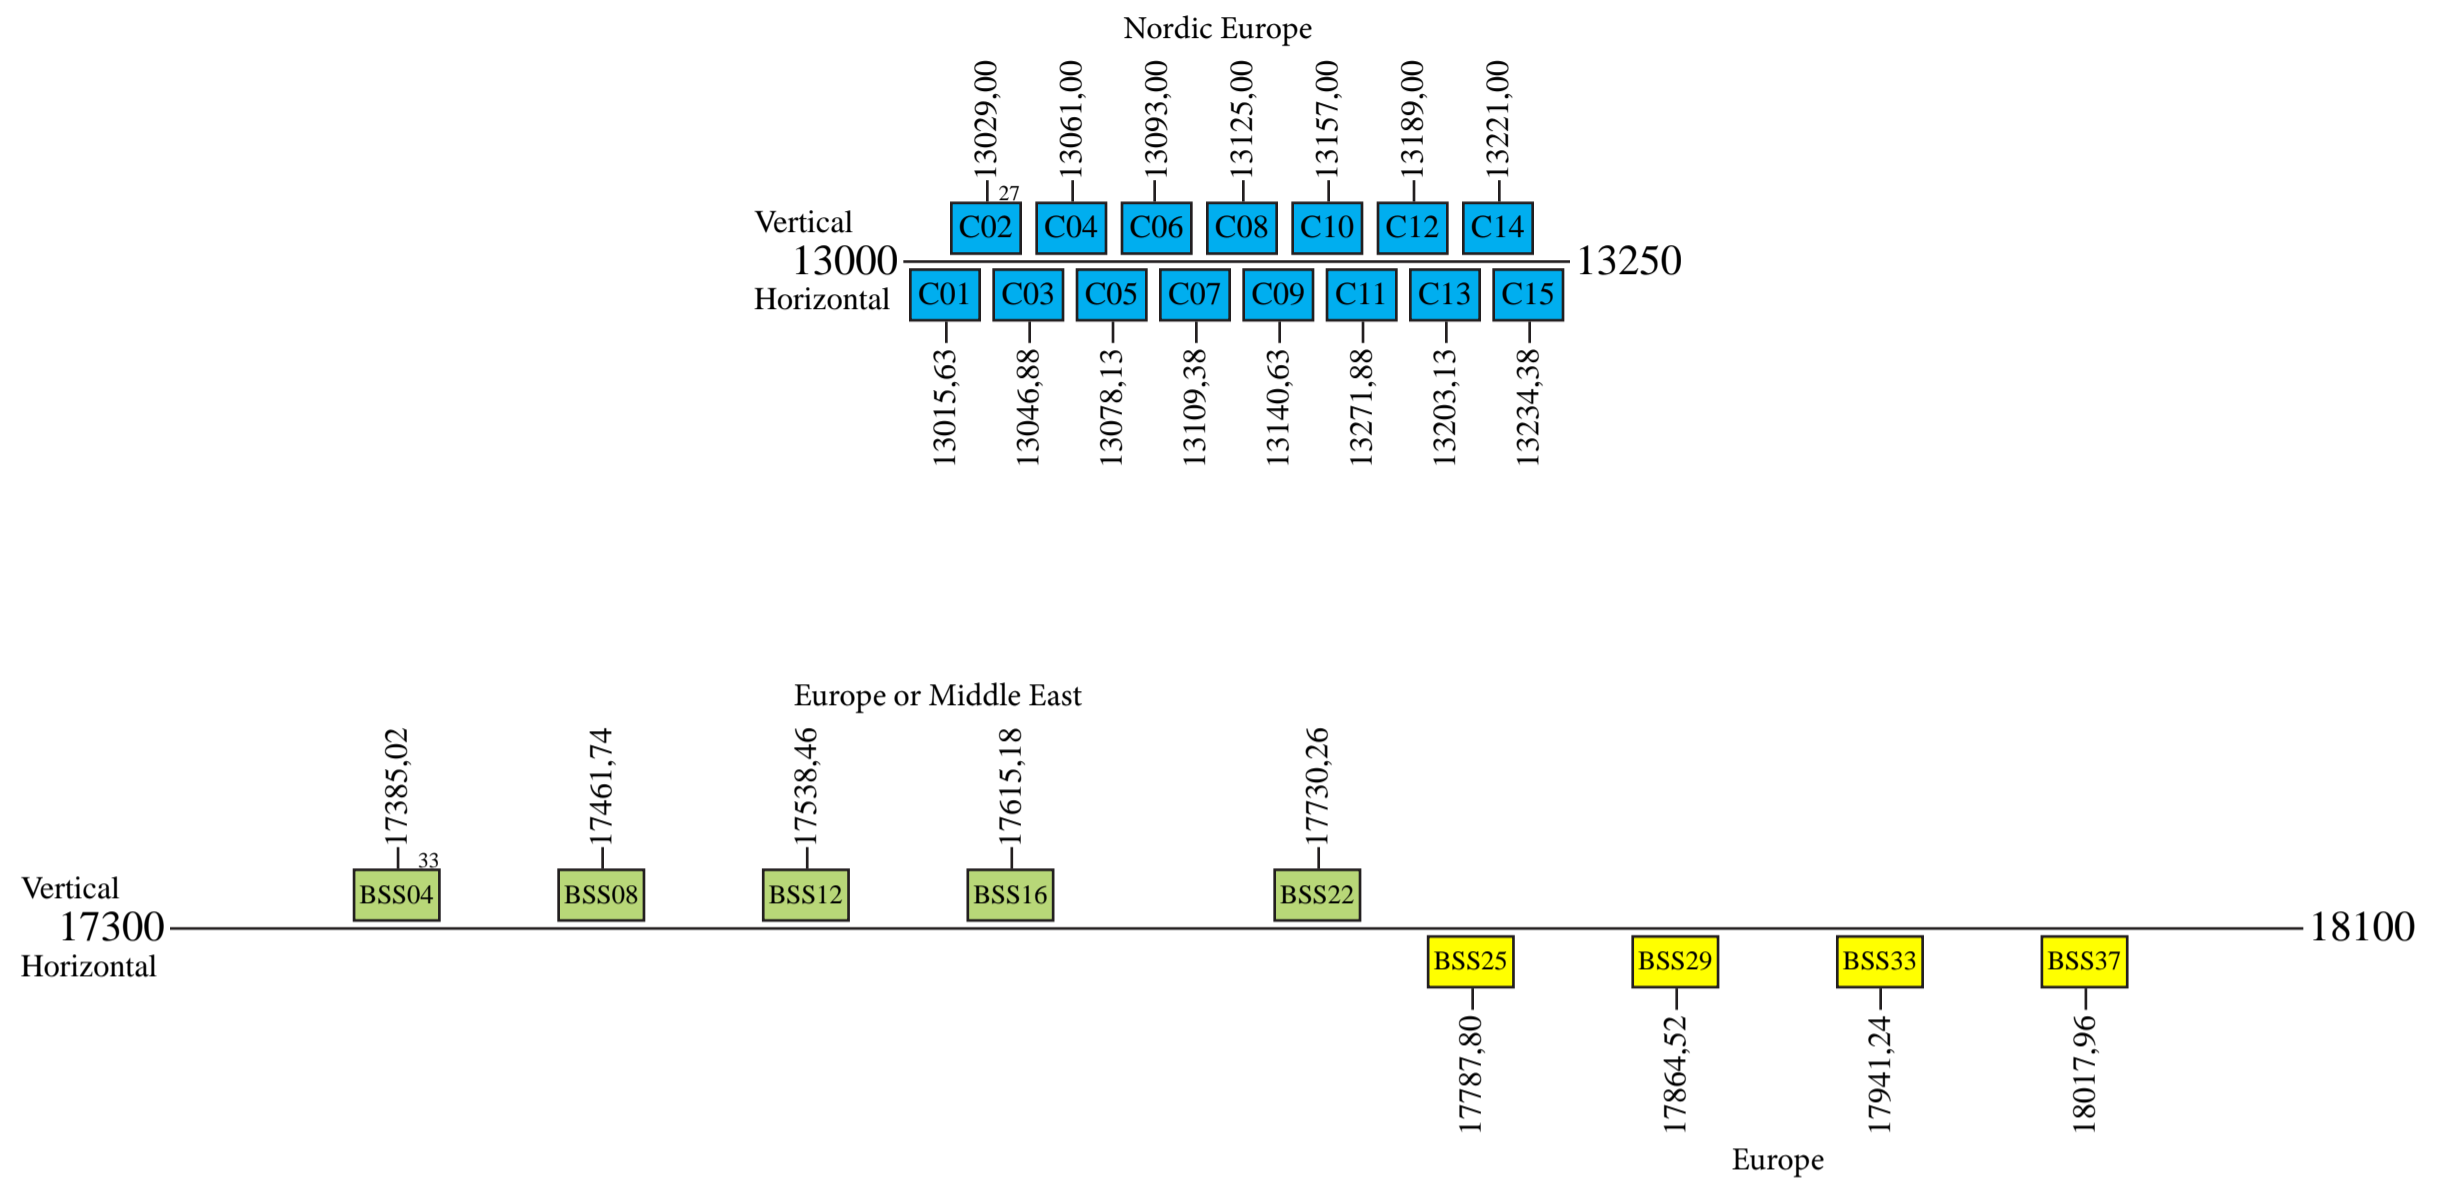 Nordic Europe
13029,00 13061,00 13093,00 13125,00 13157,00 13189,00 13221,00
27
Vertical C02 C04 C06 C08 C10 C12 C14
13000 13250
Horizontal C01 C03 C05 C07 C09 C11 C13 C15
13015,63 13046,88 13078,13 13109,38 13140,63 13271,88 13203,13 13234,38
Europe or Middle East
17385,02 17461,74 17538,46 17615,18 17730,26
33
Vertical BSS04 BSS08 BSS12 BSS16 BSS22
17300 18100
Horizontal BSS25 BSS29 BSS33 BSS37
17787,80 17864,52 17941,24 18017,96
Europe